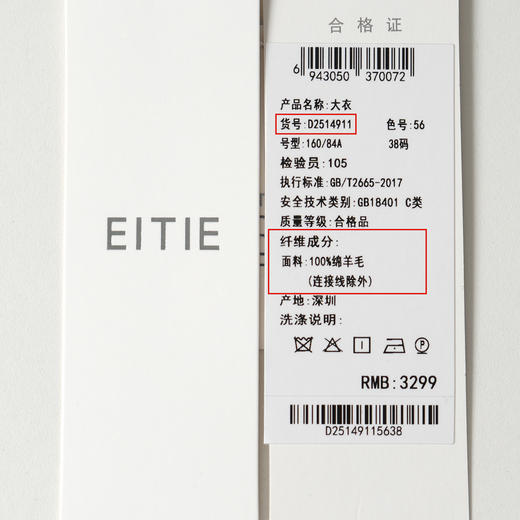 合格证
6 943050 370072
产品名称:大衣
货号:D2514911 色号:56
号型:160/84A 38码
检验员:105
执行标准:GB/T2665-2017
安全技术类别:GB18401 C类
质量等级:合格品
纤维成分:
面料:100%绵羊毛
(连接线除外)
产地:深圳
洗涤说明:
RMB:3299
D25149115638
EITIE